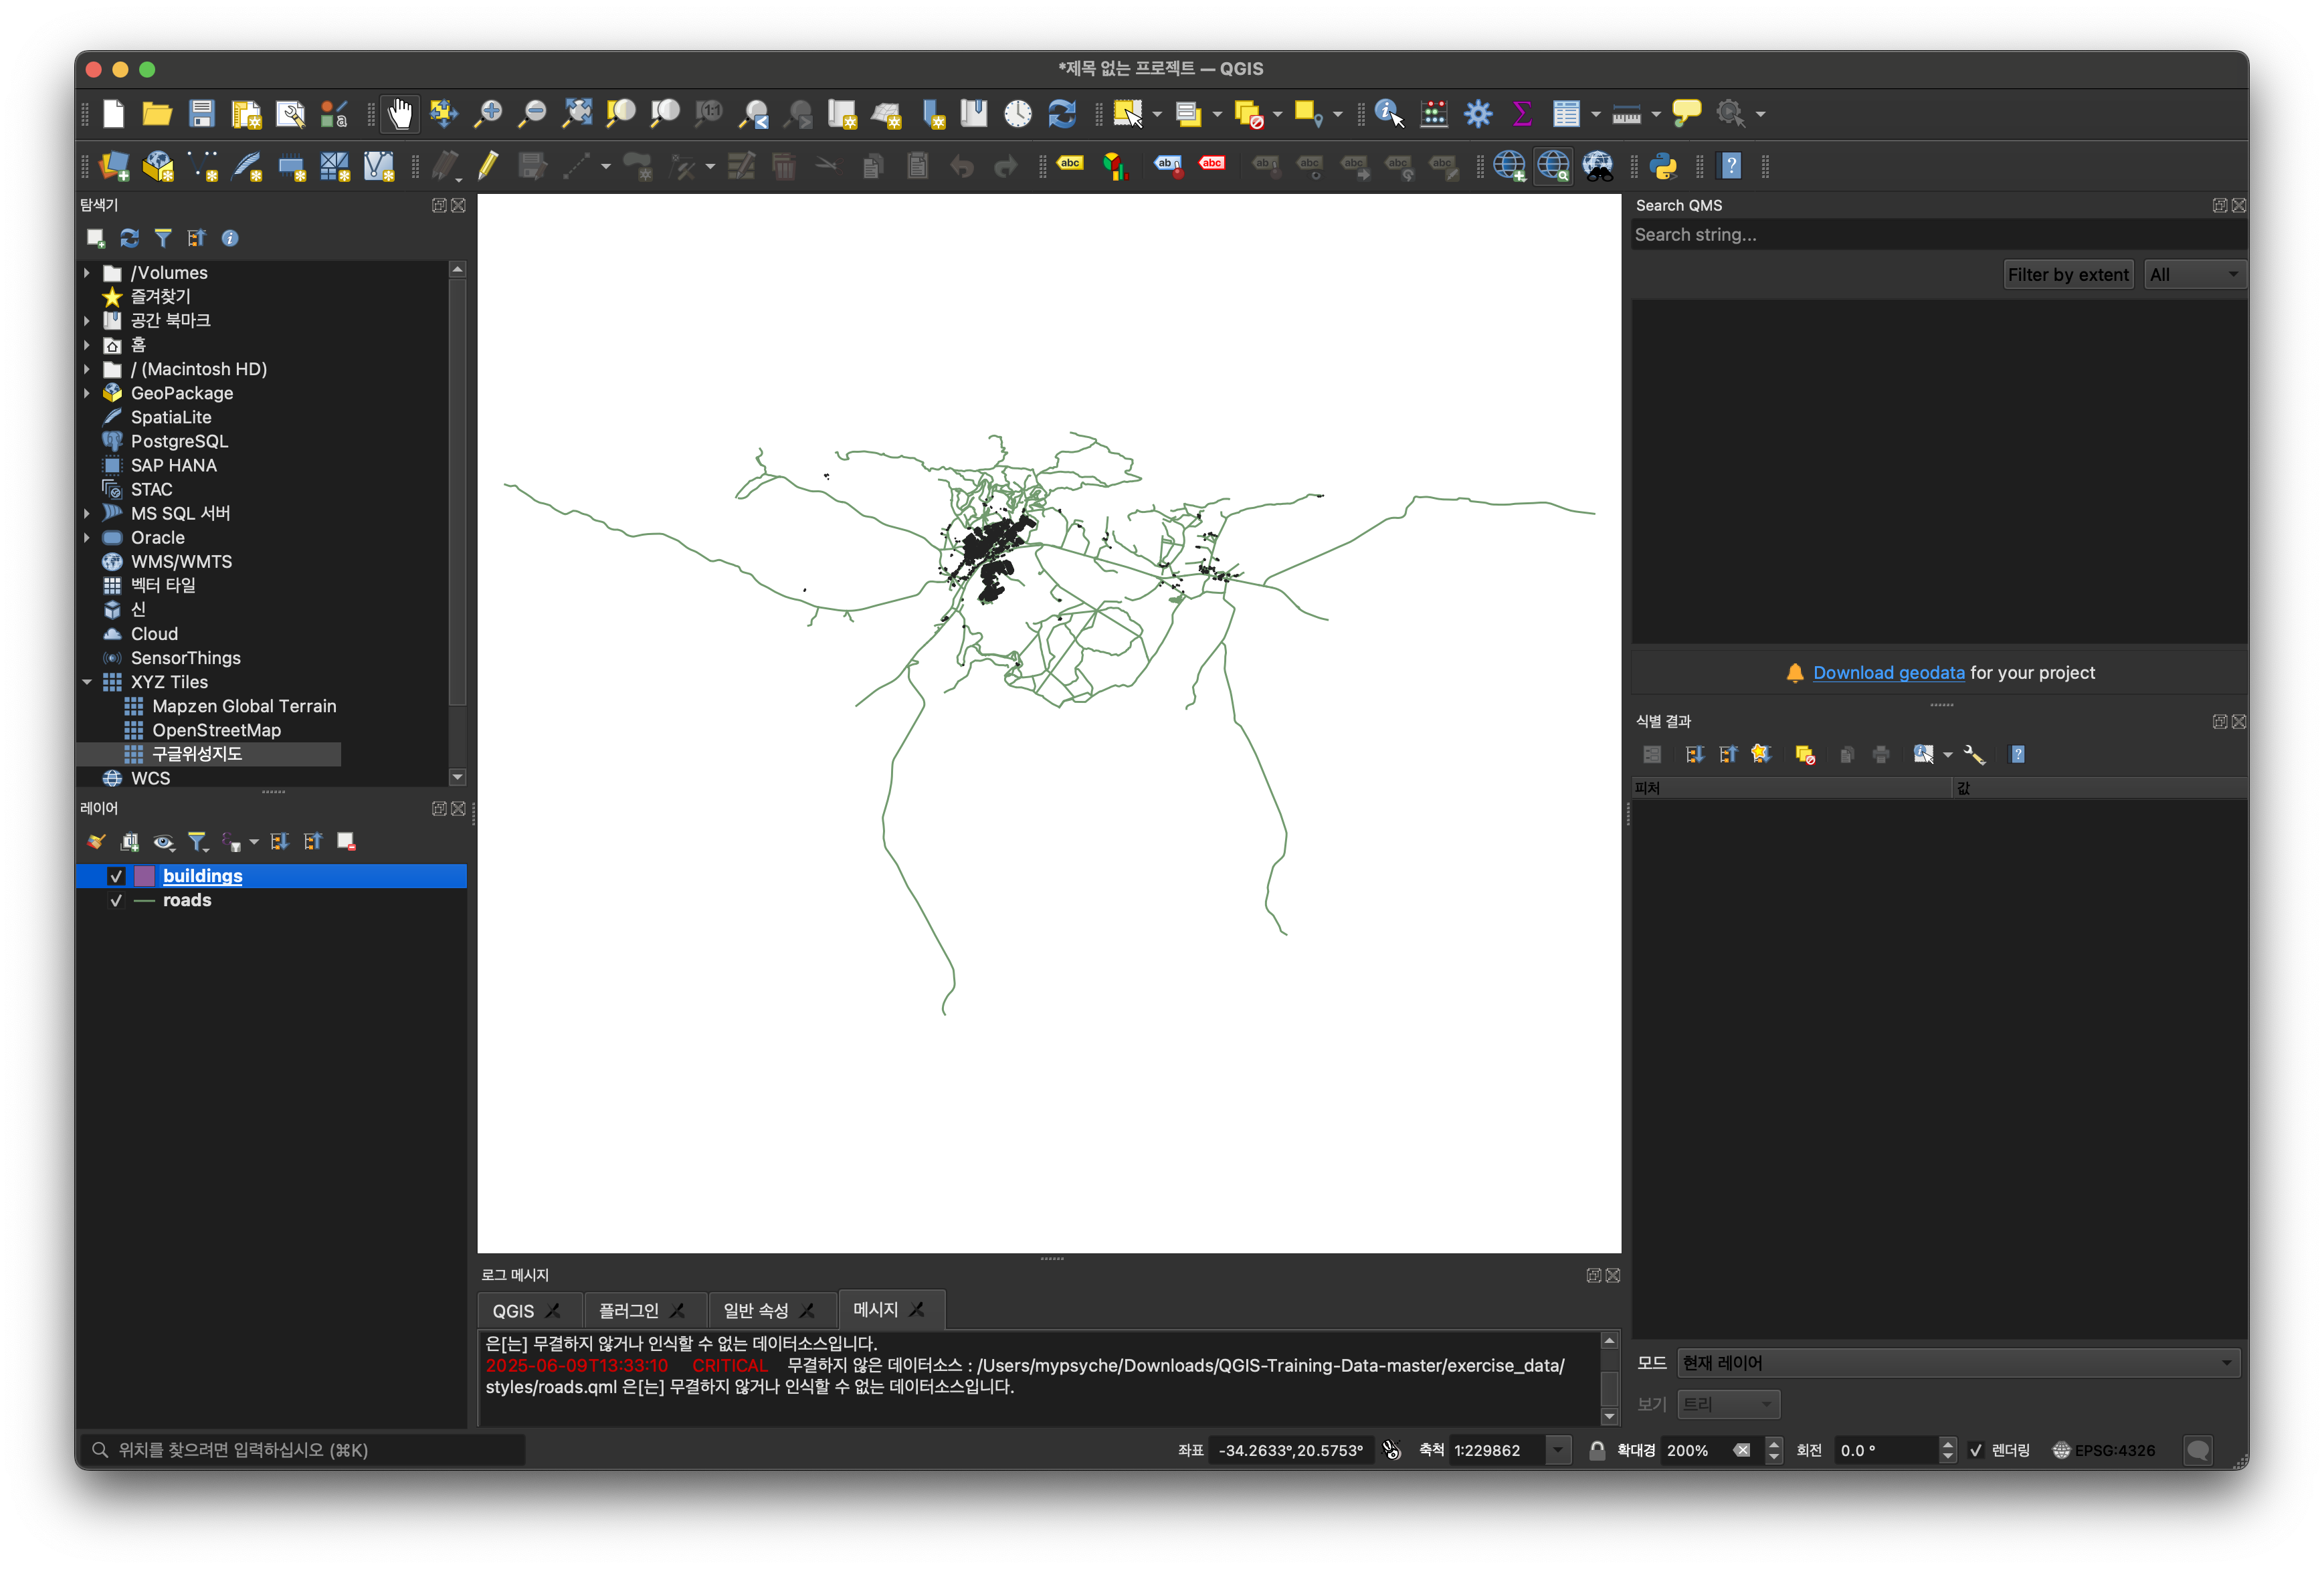 *제목 없는 프로젝트 — QGIS
탐색기
/Volumes
즐겨찾기
공간 북마크
홈
/ (Macintosh HD)
GeoPackage
SpatiaLite
PostgreSQL
SAP HANA
STAC
MS SQL 서버
Oracle
WMS/WMTS
벡터 타일
신
Cloud
SensorThings
XYZ Tiles
Mapzen Global Terrain
OpenStreetMap
구글위성지도
WCS
레이어
buildings
roads
로그 메시지
QGIS 플러그인 일반 속성 메시지
은[는] 무결하지 않거나 인식할 수 없는 데이터소스입니다.
2025-06-09T13:33:10 CRITICAL 무결하지 않은 데이터소스 : /Users/mypsyche/Downloads/QGIS-Training-Data-master/exercise_data/
styles/roads.qml 은[는] 무결하지 않거나 인식할 수 없는 데이터소스입니다.
Search QMS
Search string...
Filter by extent All
Download geodata for your project
식별 결과
피처 값
모드 현재 레이어
보기 트리
위치를 찾으려면 입력하십시오 (⌘K)
좌표 -34.2633°,20.5753° 축척 1:229862 확대경 200% 회전 0.0 ° 렌더링 EPSG:4326